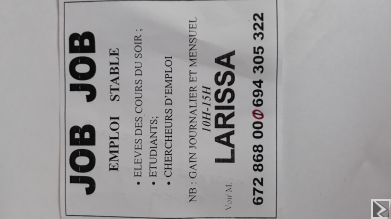 JOB JOB
EMPLOI STABLE
• ELEVES DES COURS DU SOIR ;
• ETUDIANTS;
• CHERCHEURS D'EMPLOI
NB : GAIN JOURNALIER ET MENSUEL
10H-15H
Voir M. LARISSA
672 868 000 694 305 322